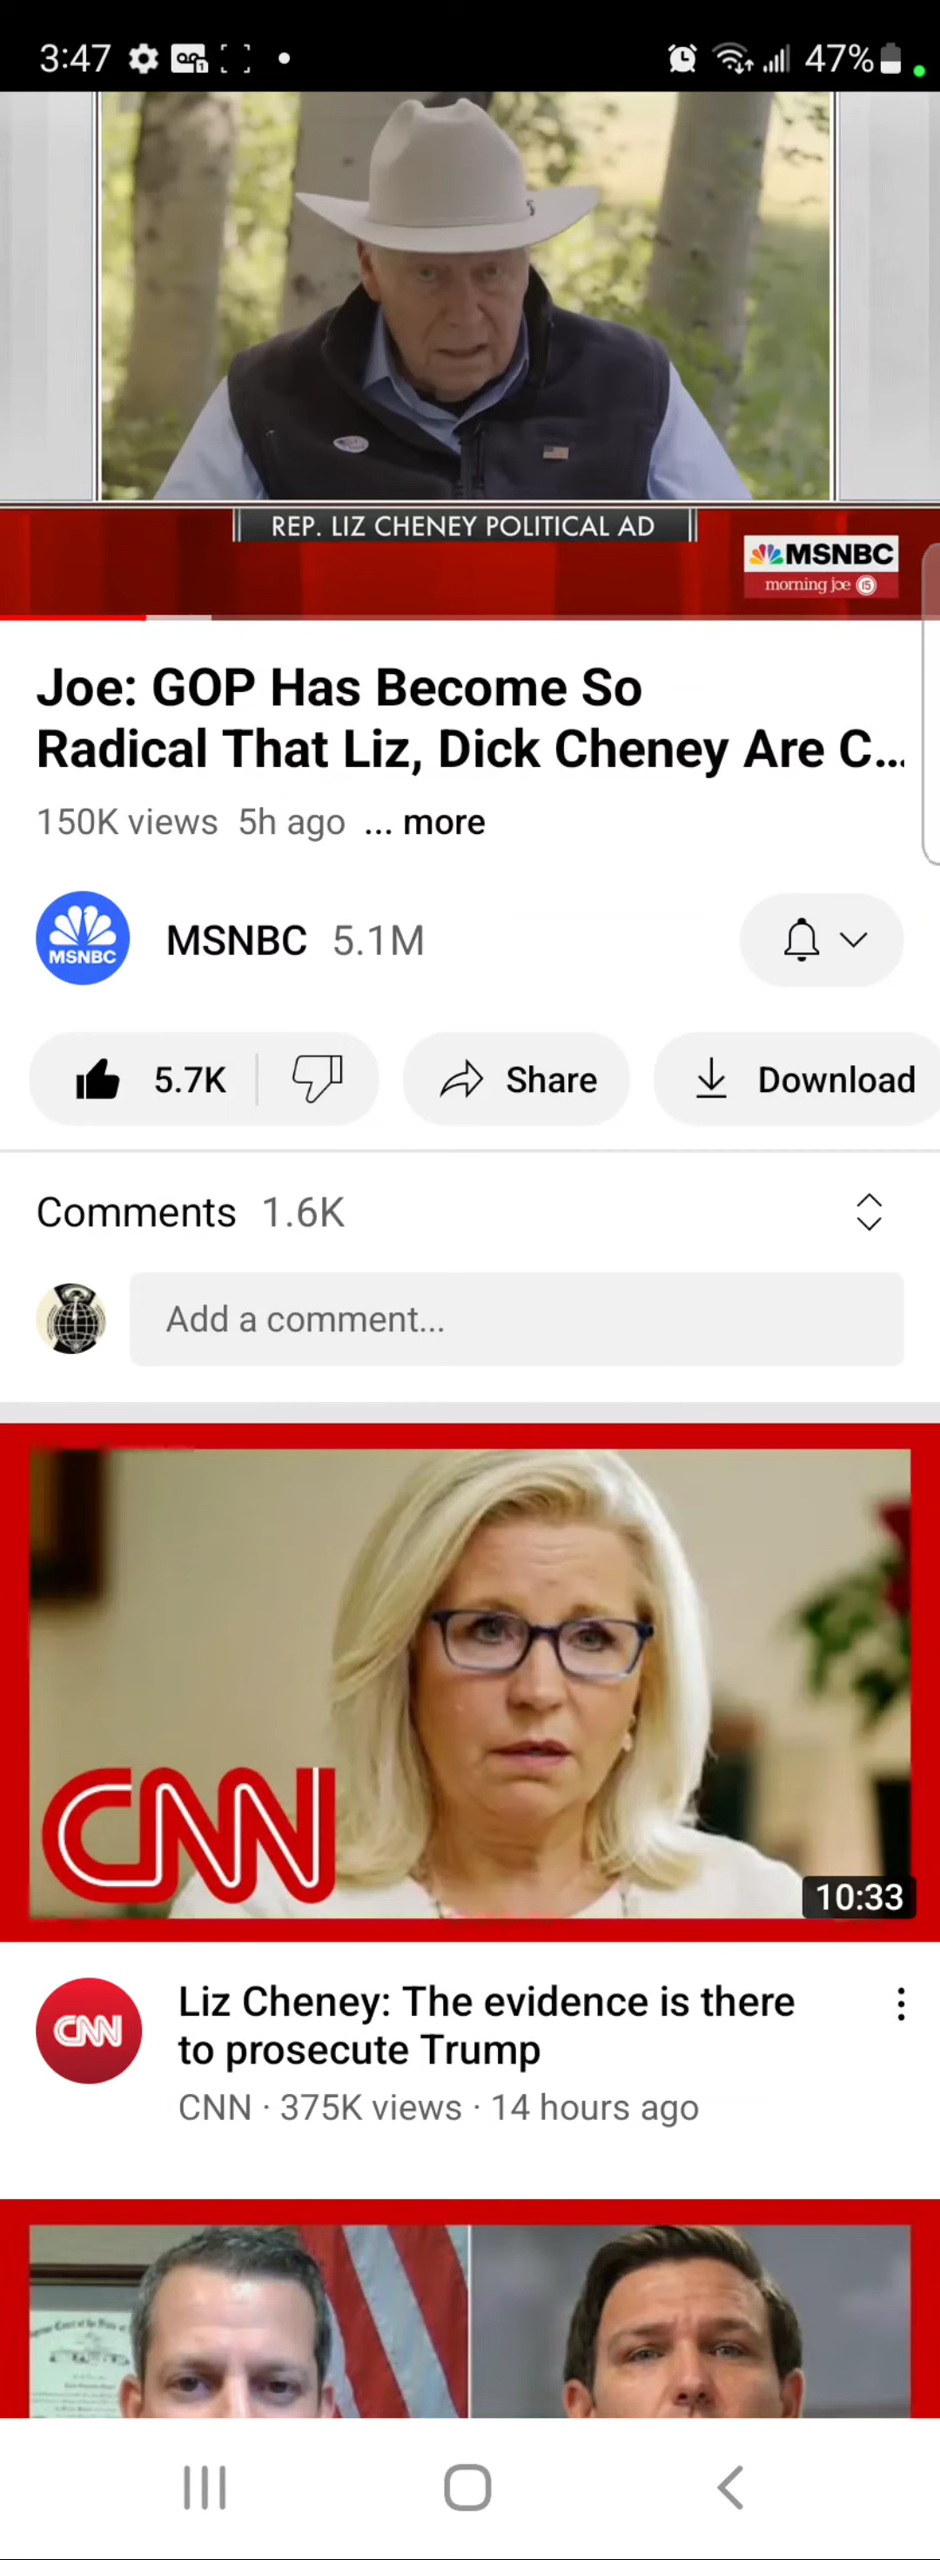 3:47
47%
REP. LIZ CHENEY POLITICAL AD
MSNBC
morning joe 15
Joe: GOP Has Become So
Radical That Liz, Dick Cheney Are C...
150K views 5h ago ... more
MSNBC
MSNBC 5.1M
5.7K
Share
Download
Comments 1.6K
Add a comment...
CNN
10:33
CNN
Liz Cheney: The evidence is there
to prosecute Trump
CNN · 375K views · 14 hours ago